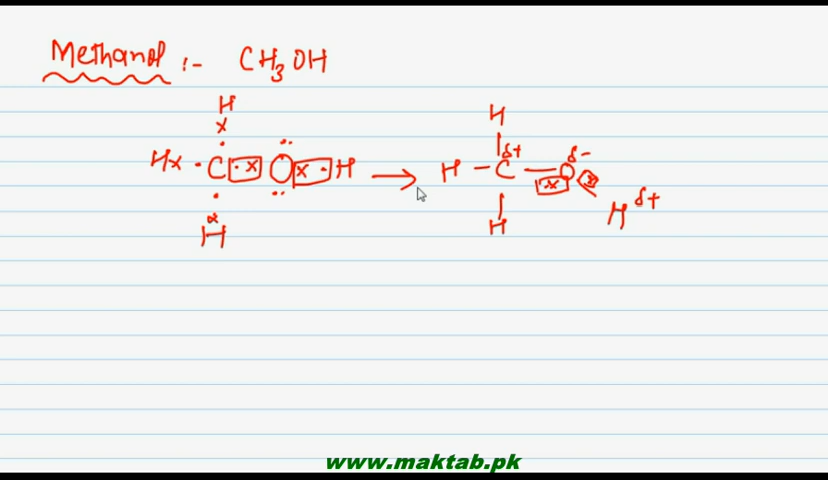 Methanol :- CH3OH
H H
x δ+ δ-
Hx · C · x O x · H → H - C - O
x x
x H H δ+
H
www.maktab.pk